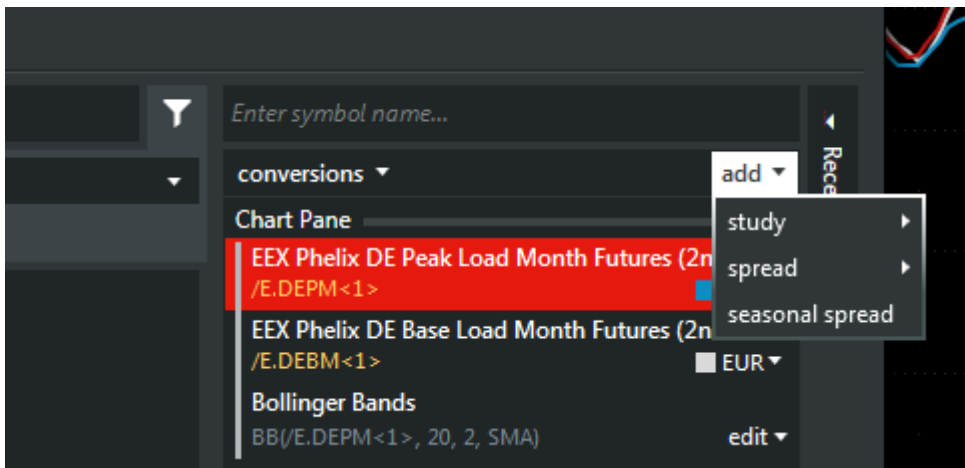 Enter symbol name...
conversions
add
Rece
Chart Pane
study
EEX Phelix DE Peak Load Month Futures (2n
/E.DEPM<1>
spread
seasonal spread
EEX Phelix DE Base Load Month Futures (2n
/E.DEBM<1>
EUR
Bollinger Bands
BB(/E.DEPM<1>, 20, 2, SMA)
edit